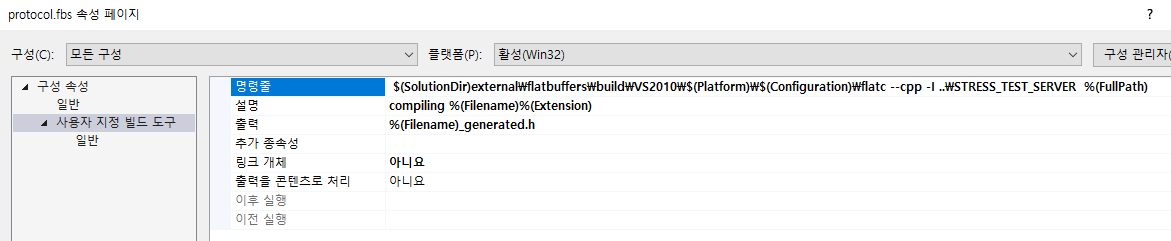 protocol.fbs 속성 페이지
?
구성(C):
모든 구성
플랫폼(P):
활성(Win32)
구성 관리자(
구성 속성
일반
사용자 지정 빌드 도구
일반
명령줄 $(SolutionDir)external₩flatbuffers₩build₩VS2010₩$(Platform)₩$(Configuration)₩flatc --cpp -I ..₩STRESS_TEST_SERVER %(FullPath)
설명 compiling %(Filename)%(Extension)
출력 %(Filename)_generated.h
추가 종속성
링크 개체 아니요
출력을 콘텐츠로 처리 아니요
이후 실행
이전 실행